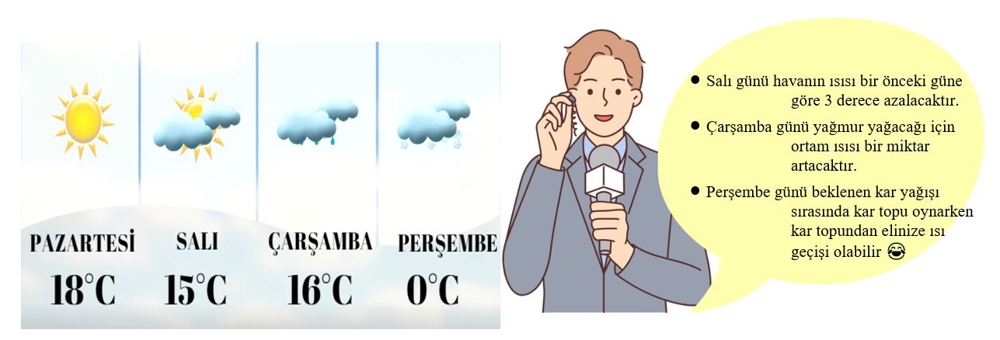 PAZARTESİ SALI ÇARŞAMBA PERŞEMBE
18°C 15°C 16°C 0°C
• Salı günü havanın ısısı bir önceki güne
göre 3 derece azalacaktır.
• Çarşamba günü yağmur yağacağı için
ortam ısısı bir miktar
artacaktır.
• Perşembe günü beklenen kar yağışı
sırasında kar topu oynarken
kar topundan elinize ısı
geçişi olabilir 😂